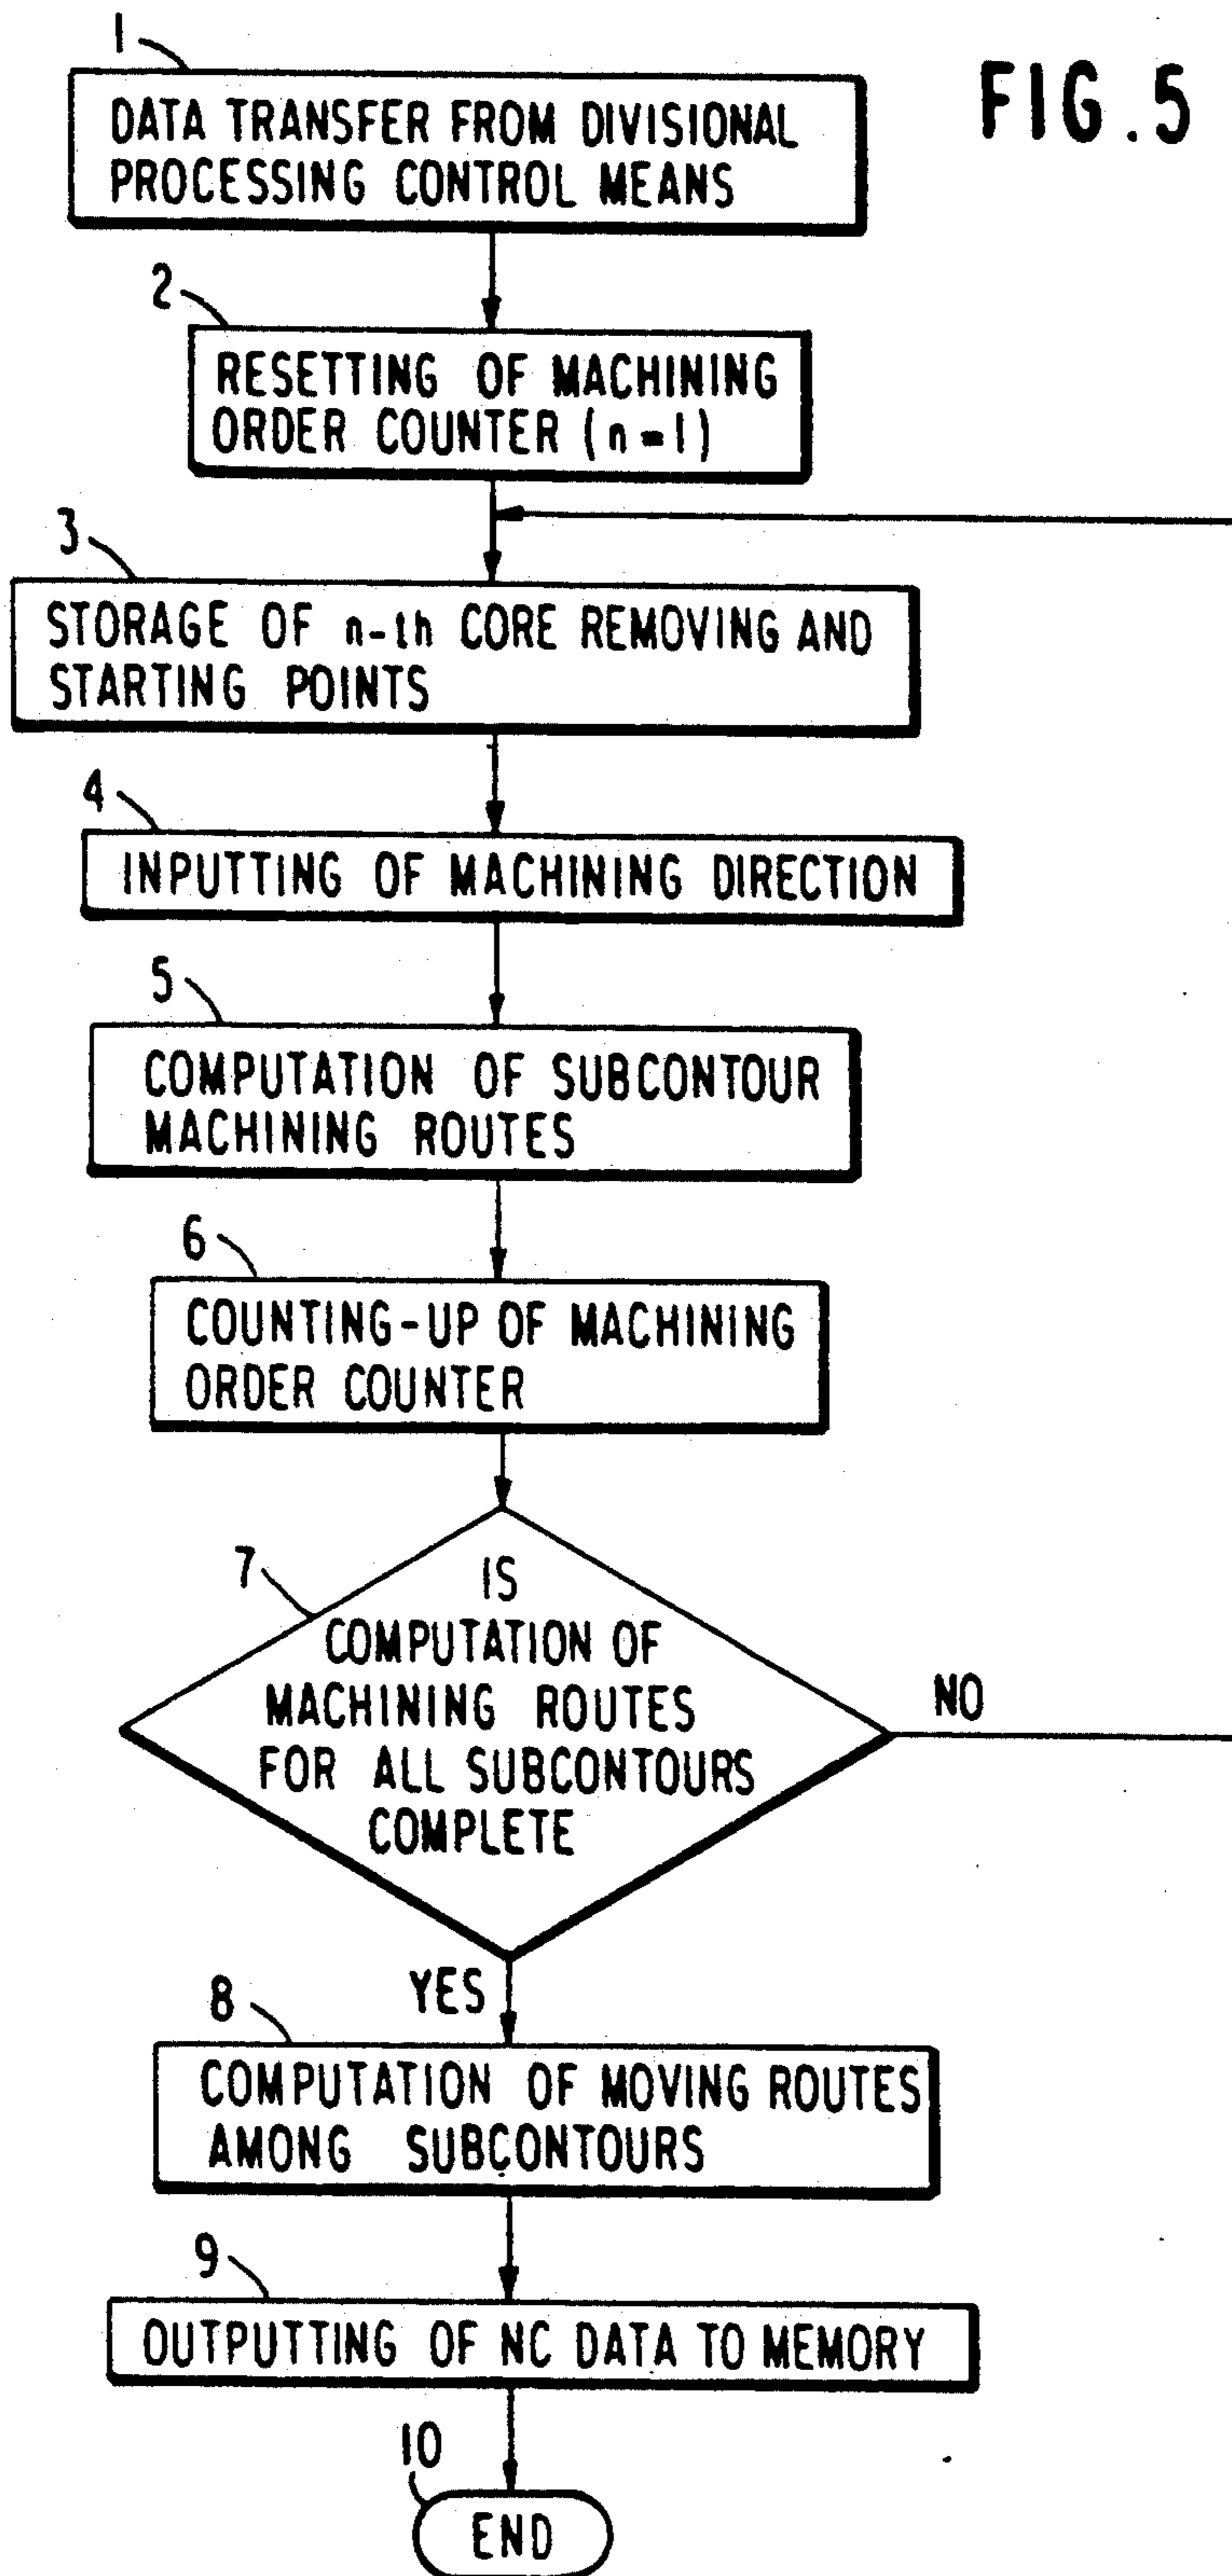 FIG.5
1
DATA TRANSFER FROM DIVISIONAL
PROCESSING CONTROL MEANS
2
RESETTING OF MACHINING
ORDER COUNTER (n=1)
3
STORAGE OF n-th CORE REMOVING AND
STARTING POINTS
4
INPUTTING OF MACHINING DIRECTION
5
COMPUTATION OF SUBCONTOUR
MACHINING ROUTES
6
COUNTING-UP OF MACHINING
ORDER COUNTER
7
IS
COMPUTATION OF
MACHINING ROUTES
FOR ALL SUBCONTOURS
COMPLETE
NO
YES
8
COMPUTATION OF MOVING ROUTES
AMONG SUBCONTOURS
9
OUTPUTTING OF NC DATA TO MEMORY
10
END